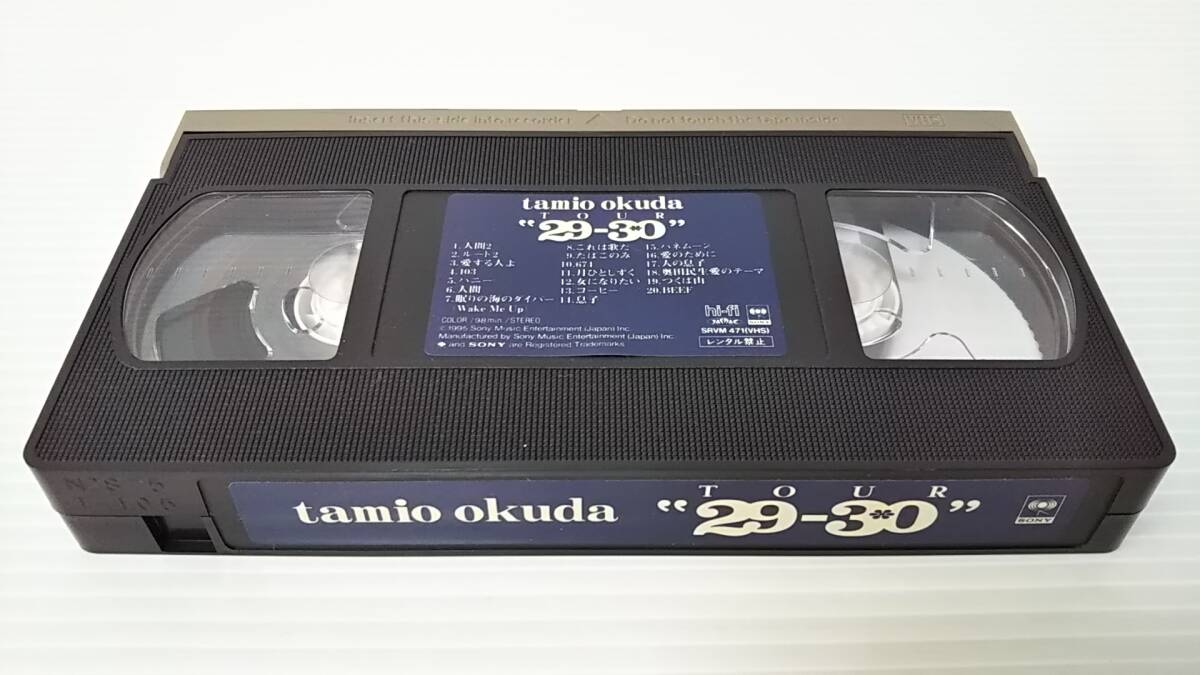 Insert this side into recorder Do not touch the tape inside VHS
tamio okuda
TOUR
“29-30”
1.人間2
2.ルート2
3.愛する人よ
4.103
5.ハニー
6.人間
7.眠りの海のダイバー
(Wake Me Up)
8.これは歌だ
9.たばこのみ
10.674
11.月ひとしずく
12.女になりたい
13.コーヒー
14.息子
15.ハネムーン
16.愛のために
17.人の息子
18.奥田民生愛のテーマ
19.つくば山
20.BEEF
COLOR/98min./STEREO
hi-fi
SONY
SRVM 471(VHS)
©1995 Sony Music Entertainment (Japan) Inc.
Manufactured by Sony Music Entertainment (Japan) Inc.
and SONY are Registered Trademarks.
レンタル禁止
T-106
tamio okuda
TOUR
“29-30”
SONY